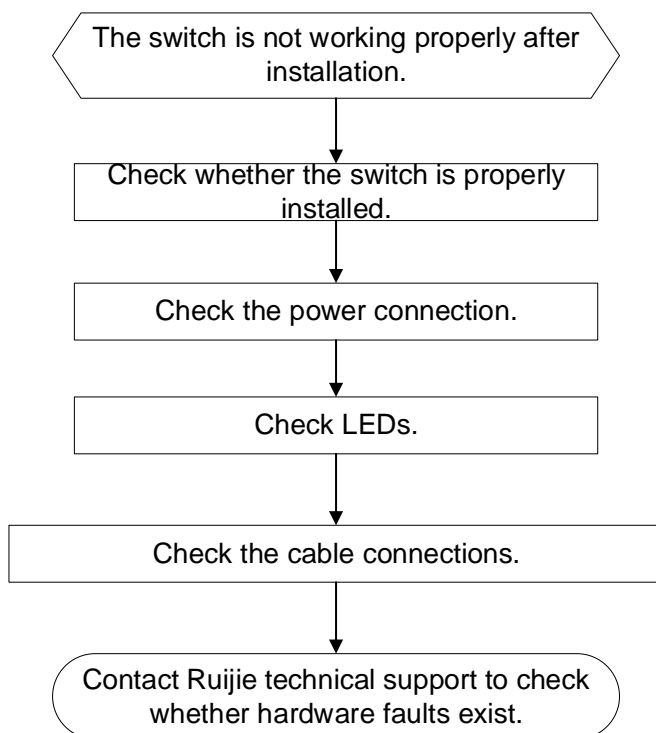 The switch is not working properly after
installation.
Check whether the switch is properly
installed.
Check the power connection.
Check LEDs.
Check the cable connections.
Contact Ruijie technical support to check
whether hardware faults exist.